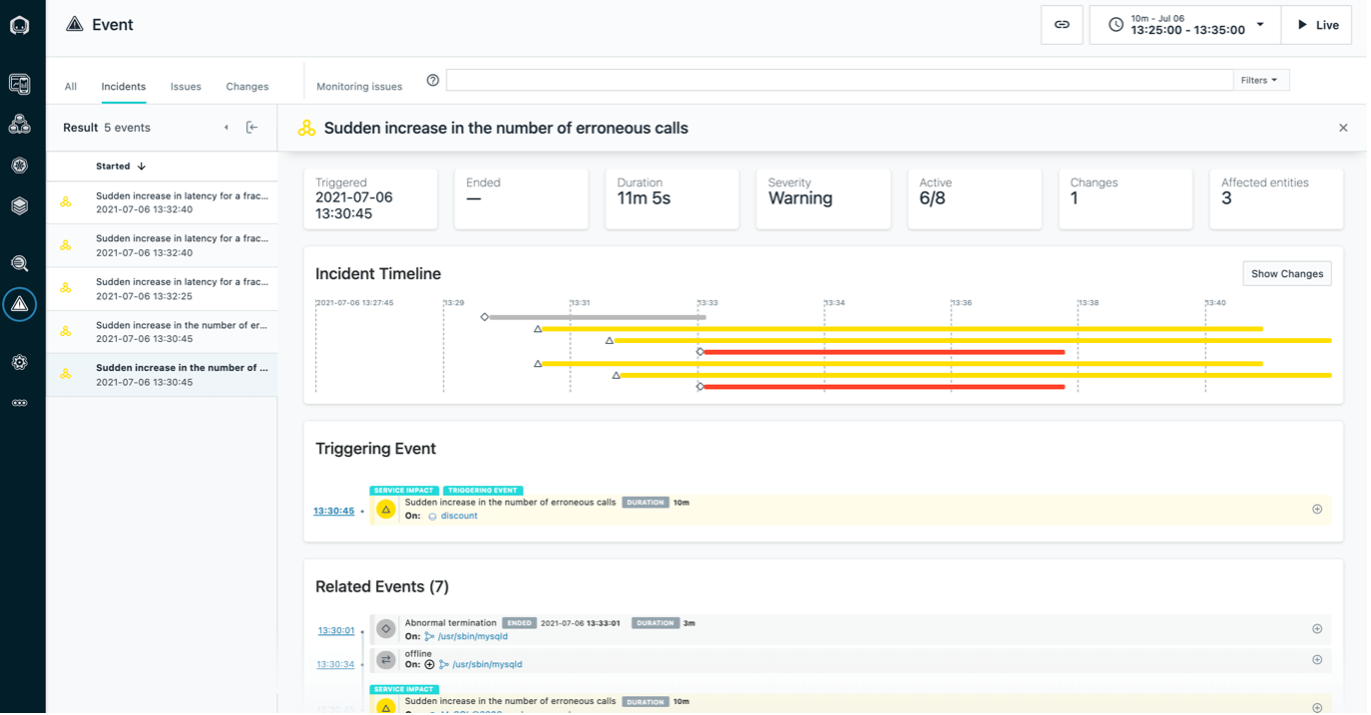 Event
10m - Jul 06
13:25:00 - 13:35:00
Live
All
Incidents
Issues
Changes
Monitoring issues
Filters
Result 5 events
Started
Sudden increase in latency for a frac...
2021-07-06 13:32:40
Sudden increase in latency for a frac...
2021-07-06 13:32:40
Sudden increase in latency for a frac...
2021-07-06 13:32:25
Sudden increase in the number of er...
2021-07-06 13:30:45
Sudden increase in the number of ...
2021-07-06 13:30:45
Sudden increase in the number of erroneous calls
Triggered
2021-07-06
13:30:45
Ended
—
Duration
11m 5s
Severity
Warning
Active
6/8
Changes
1
Affected entities
3
Incident Timeline
Show Changes
2021-07-06 13:27:45
13:29
13:31
13:33
13:34
13:36
13:38
13:40
Triggering Event
SERVICE IMPACT TRIGGERING EVENT
13:30:45
Sudden increase in the number of erroneous calls DURATION 10m
On: discount
Related Events (7)
13:30:01
Abnormal termination ENDED 2021-07-06 13:33:01 DURATION 3m
On: /usr/sbin/mysqld
13:30:34
offline
On: /usr/sbin/mysqld
SERVICE IMPACT
Sudden increase in the number of erroneous calls DURATION 10m